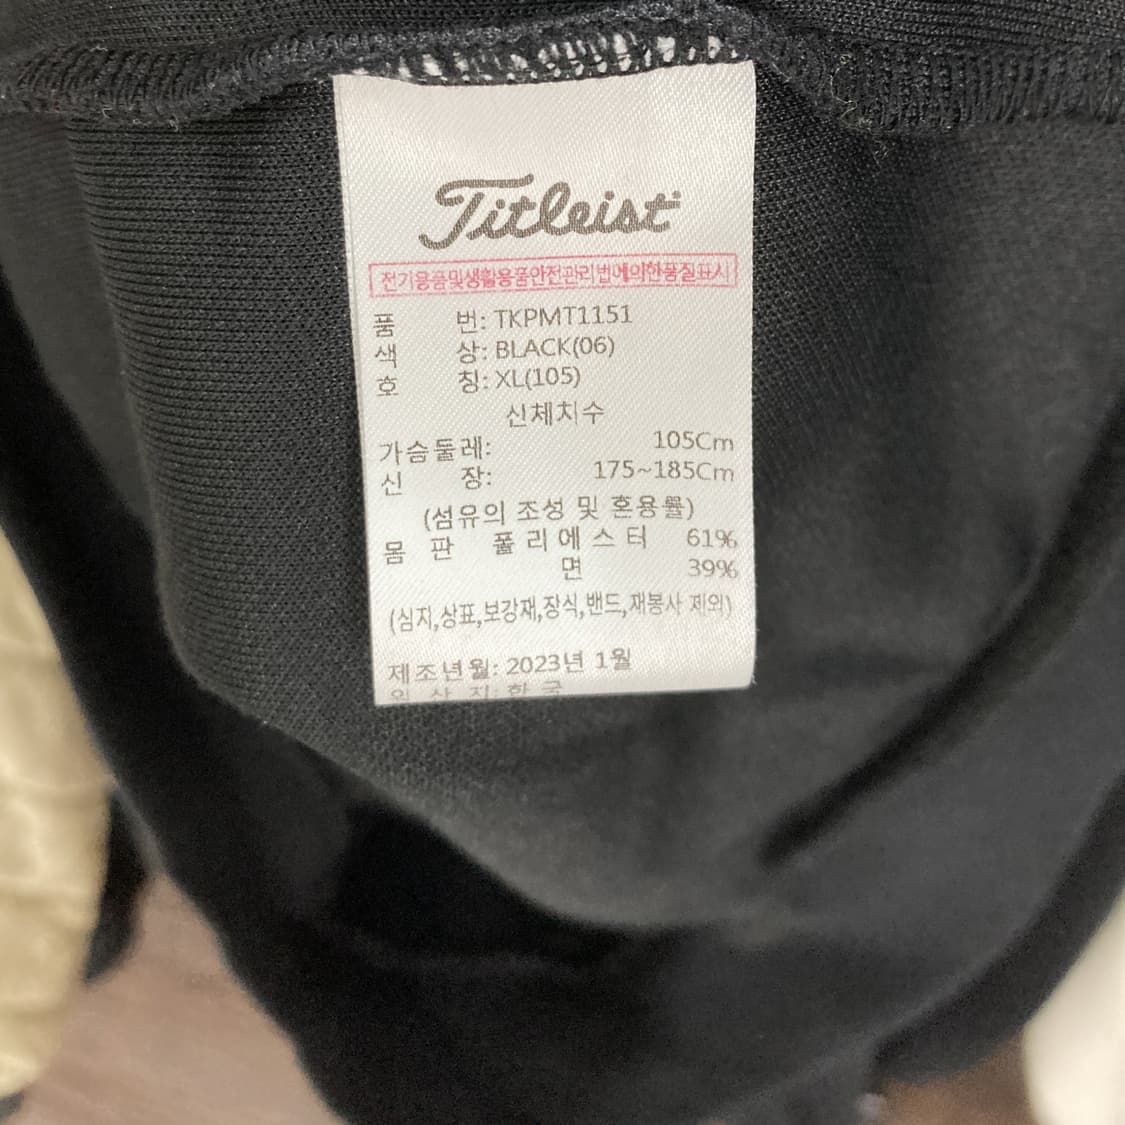 Titleist
전기용품및생활용품안전관리법에의한품질표시
품 번: TKPMT1151
색 상: BLACK(06)
호 칭: XL(105)
신체치수
가슴둘레: 105Cm
신 장: 175~185Cm
(섬유의 조성 및 혼용률)
몸 판 폴리에스터 61%
면 39%
(심지,상표,보강재,장식,밴드,재봉사 제외)
제조년월: 2023년 1월